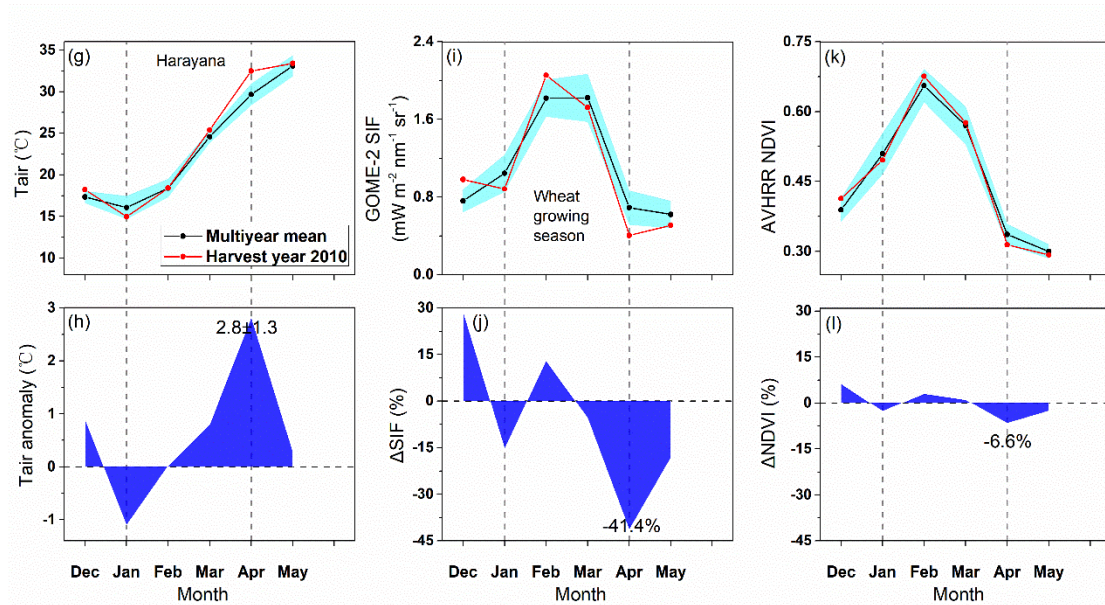 (g)
Harayana
Tair (℃)
35
30
25
20
15
10
Multiyear mean
Harvest year 2010
(i)
GOME-2 SIF
(mW m-2 nm-1 sr-1)
2.4
1.6
0.8
0.0
Wheat
growing
season
(k)
AVHRR NDVI
0.75
0.60
0.45
0.30
(h)
Tair anomaly (℃)
3
2
1
0
-1
2.8±1.3
Dec Jan Feb Mar Apr May
Month
(j)
ΔSIF (%)
30
15
0
-15
-30
-45
-41.4%
Dec Jan Feb Mar Apr May
Month
(l)
ΔNDVI (%)
30
15
0
-15
-30
-45
-6.6%
Dec Jan Feb Mar Apr May
Month